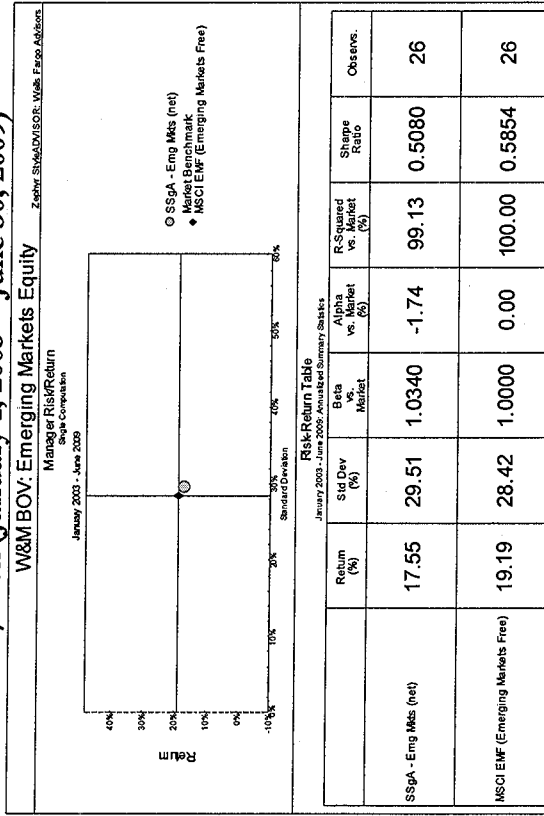 W&M BOV: Emerging Markets Equity
Zephyr StyleADVISOR: Wells Fargo Advisors
Manager Risk/Return
Single Computation
January 2003 - June 2009
Return
40%
30%
20%
10%
0%
-10%
0%
10%
20%
30%
40%
50%
60%
Standard Deviation
SSgA - Emg Mkts (net)
Market Benchmark
MSCI EMF (Emerging Markets Free)
Risk-Return Table
January 2003 - June 2009: Annualized Summary Statistics
Return (%) Std Dev (%) Beta vs. Market Alpha vs. Market (%) R-Squared vs. Market (%) Sharpe Ratio Observs.
SSgA - Emg Mkts (net) 17.55 29.51 1.0340 -1.74 99.13 0.5080 26
MSCI EMF (Emerging Markets Free) 19.19 28.42 1.0000 0.00 100.00 0.5854 26